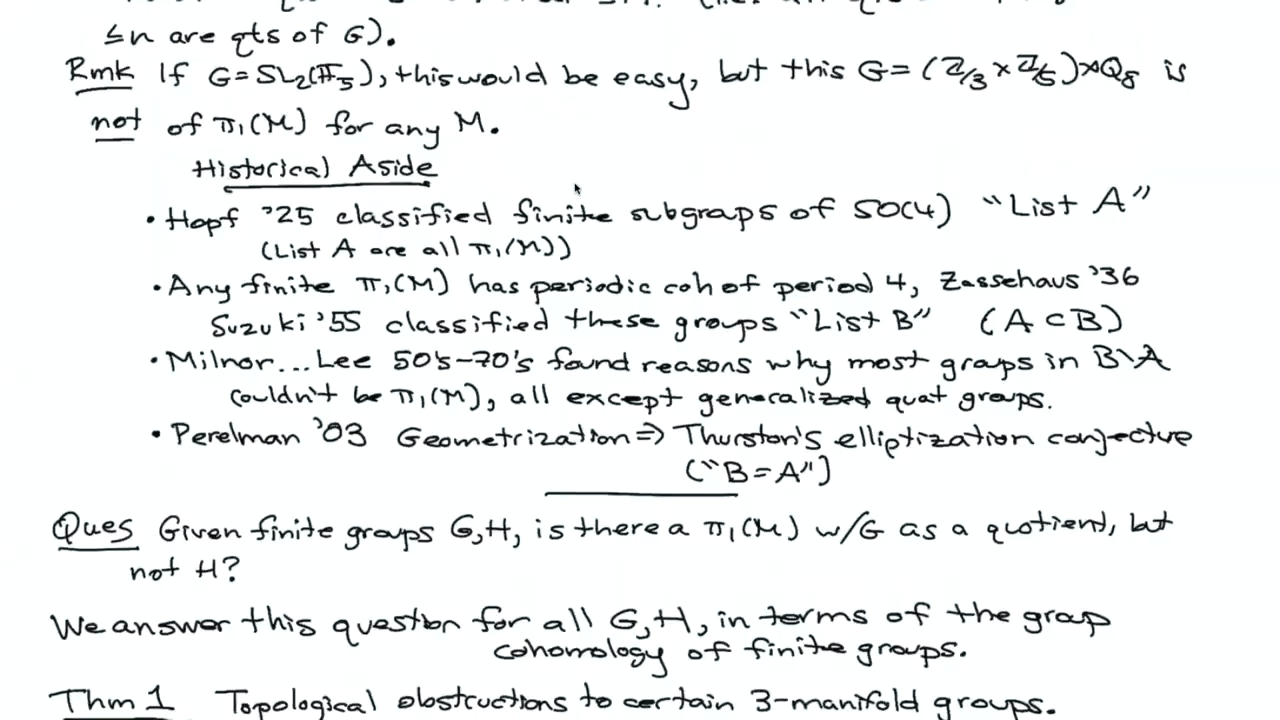 ≤n are qts of G).
Rmk If G=SL₂(𝔽₅), this would be easy, but this G=(ℤ/3×ℤ/5)⋊Q₈ is
not of π₁(M) for any M.
Historical Aside
• Hopf '25 classified finite subgraps of SO(4) "List A"
(List A are all π₁(M))
• Any finite π₁(M) has periodic coh of period 4, Zassehaus '36
Suzuki '55 classified these groups "List B" (A⊂B)
• Milnor...Lee 50's-70's found reasons why most groups in B\A
couldn't be π₁(M), all except generalized quat groups.
• Perelman '03 Geometrization ⇒ Thurston's elliptization conjecture
("B=A")
Ques Given finite groups G,H, is there a π₁(M) w/G as a quotient, but
not H?
We answer this question for all G,H, in terms of the group
cohomology of finite groups.
Thm 1 Topological obstructions to certain 3-manifold groups.